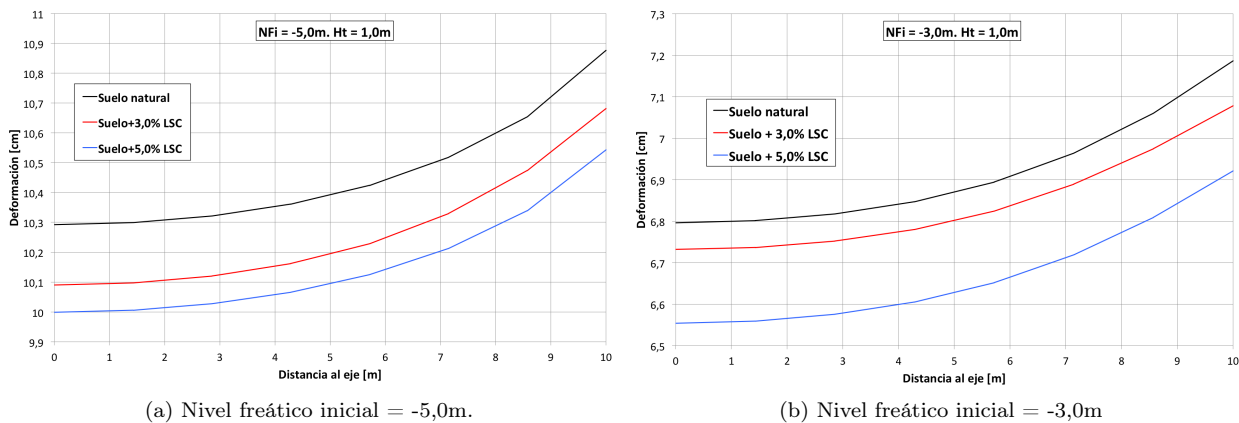 NFi = -5,0m. Ht = 1,0m
11
10,9
10,8
10,7
10,6
10,5
10,4
10,3
10,2
10,1
10
9,9
Deformación [cm]
Suelo natural
Suelo+3,0% LSC
Suelo+5,0% LSC
0 1 2 3 4 5 6 7 8 9 10
Distancia al eje [m]
(a) Nivel freático inicial = -5,0m.
NFi = -3,0m. Ht = 1,0m
7,3
7,2
7,1
7
6,9
6,8
6,7
6,6
6,5
Deformación [cm]
Suelo natural
Suelo + 3,0% LSC
Suelo + 5,0% LSC
0 1 2 3 4 5 6 7 8 9 10
Distancia al eje [m]
(b) Nivel freático inicial = -3,0m